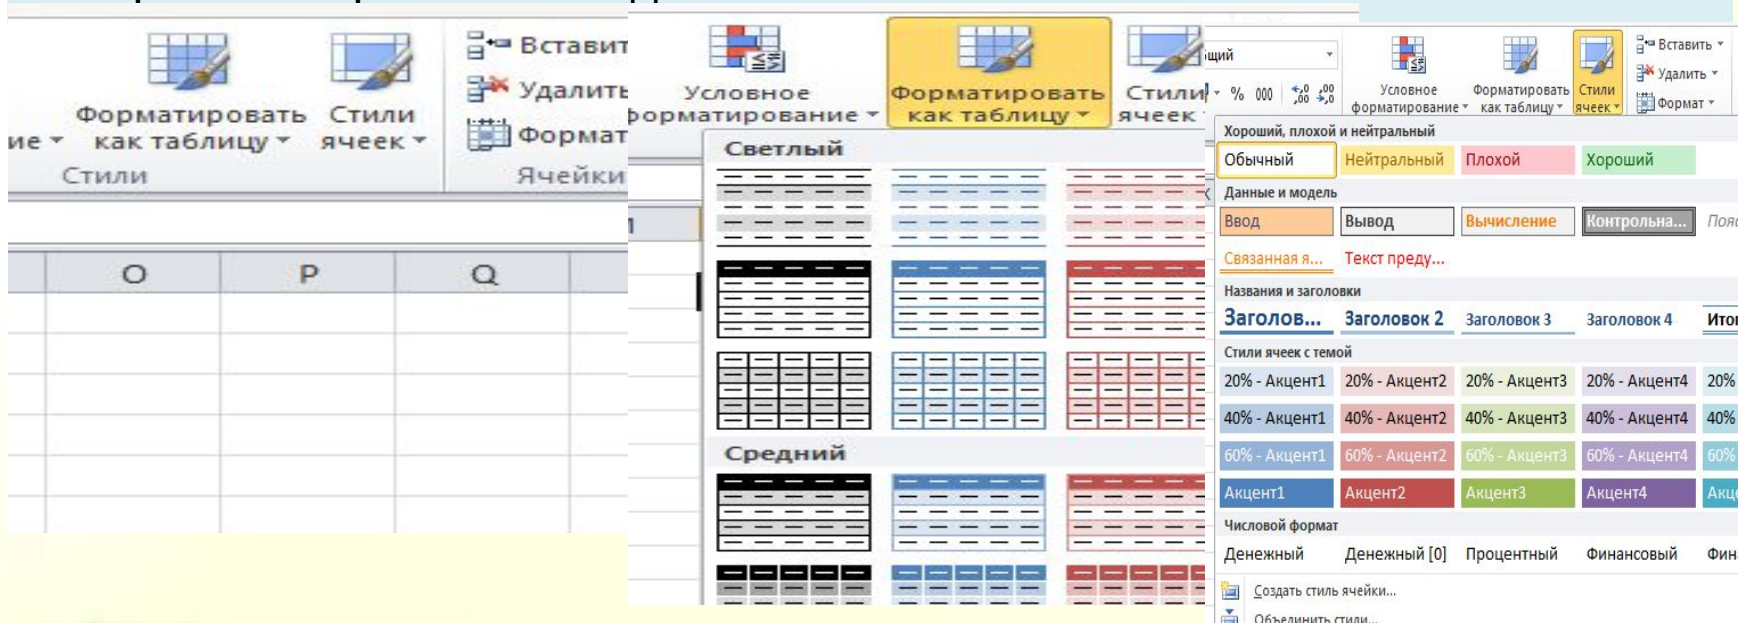 Вставит
Удалить
Формат
Форматировать
как таблицу
Стили
ячеек
ие
Стили
Ячейки
O P Q
Условное
форматирование
Форматировать
как таблицу
Стили
ячеек
Светлый
Средний
% 000
Условное
форматирование
Форматировать
как таблицу
Стили
ячеек
Вставить
Удалить
Формат
Хороший, плохой и нейтральный
Обычный Нейтральный Плохой Хороший
Данные и модель
Ввод Вывод Вычисление Контрольна...
Связанная я... Текст преду...
Названия и заголовки
Заголов... Заголовок 2 Заголовок 3 Заголовок 4
Стили ячеек с темой
20% - Акцент1 20% - Акцент2 20% - Акцент3 20% - Акцент4 20%
40% - Акцент1 40% - Акцент2 40% - Акцент3 40% - Акцент4 40%
60% - Акцент1 60% - Акцент2 60% - Акцент3 60% - Акцент4 60%
Акцент1 Акцент2 Акцент3 Акцент4
Числовой формат
Денежный Денежный [0] Процентный Финансовый
Создать стиль ячейки...
Объединить стили...